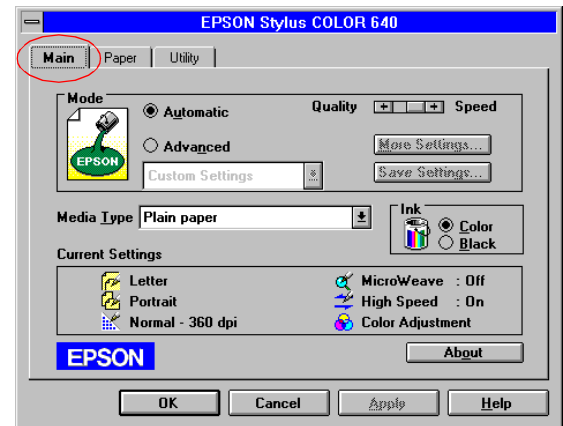 EPSON Stylus COLOR 640
Main Paper Utility
Mode
Automatic
Quality + + Speed
Advanced
More Settings...
EPSON
Custom Settings
Save Settings...
Media Type Plain paper
Ink
Color
Black
Current Settings
Letter
MicroWeave : Off
Portrait
High Speed : On
Normal - 360 dpi
Color Adjustment
EPSON
About
OK Cancel Apply Help